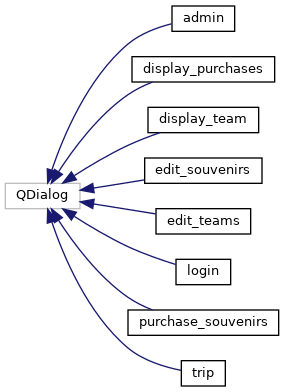 admin
display_purchases
display_team
edit_souvenirs
QDialog
edit_teams
login
purchase_souvenirs
trip